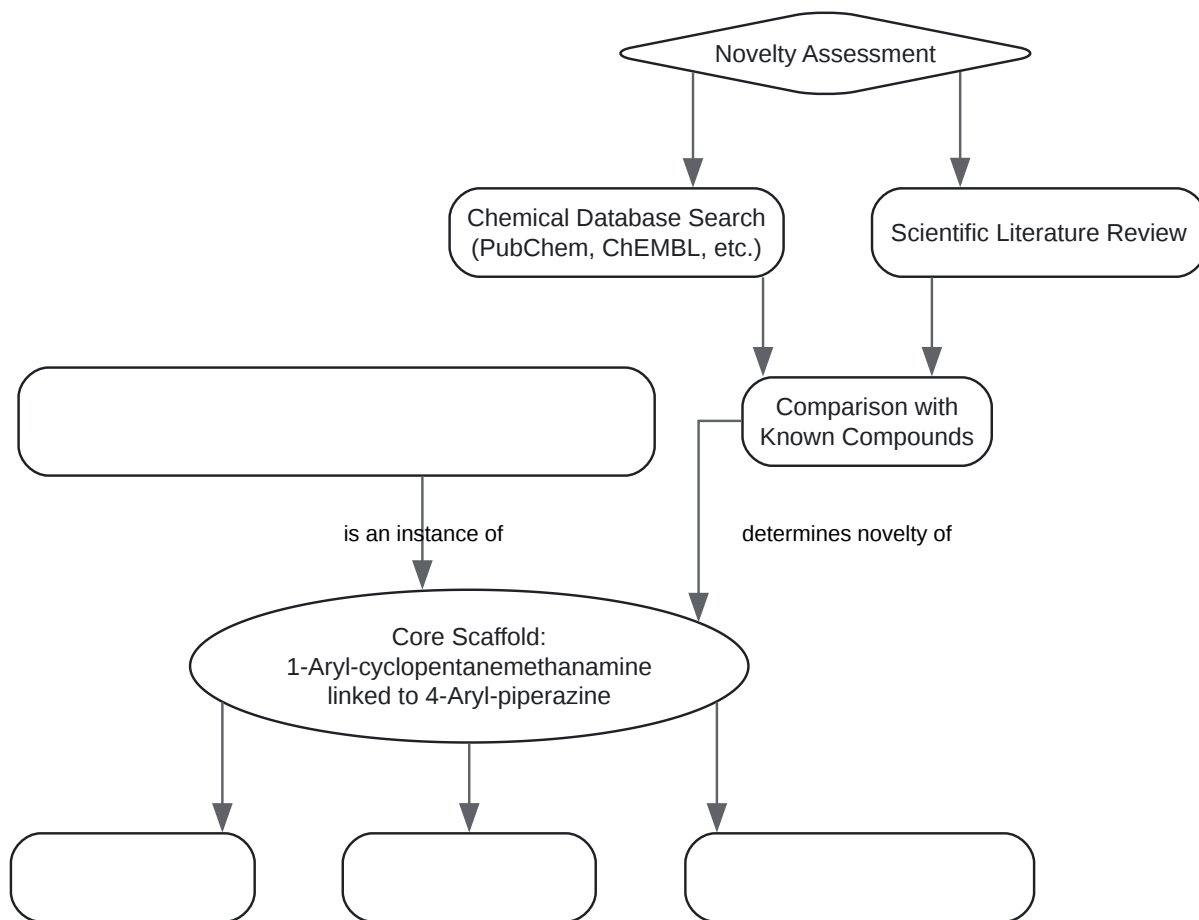 Novelty Assessment
Chemical Database Search
(PubChem, ChEMBL, etc.)
Scientific Literature Review
Comparison with
Known Compounds
is an instance of
determines novelty of
Core Scaffold:
1-Aryl-cyclopentanemethanamine
linked to 4-Aryl-piperazine